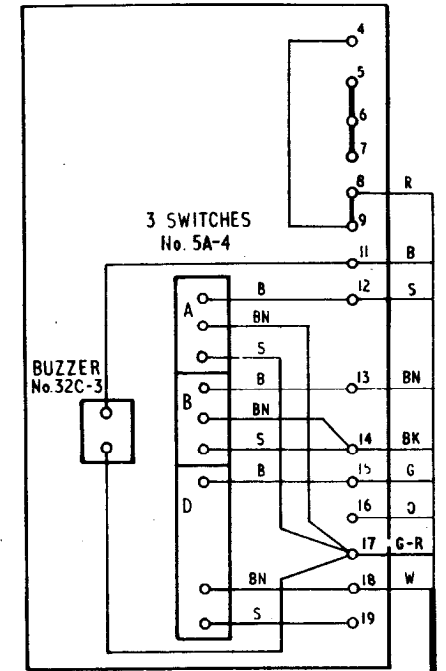 4
5
6
7
8 R
9
3 SWITCHES
No. 5A-4
11 B
B 12 S
A
BN
S
BUZZER
No.32C-3
B 13 BN
B
BN
S 14 BK
B 15 G
D
16
17 G-R
BN 18 W
S 19